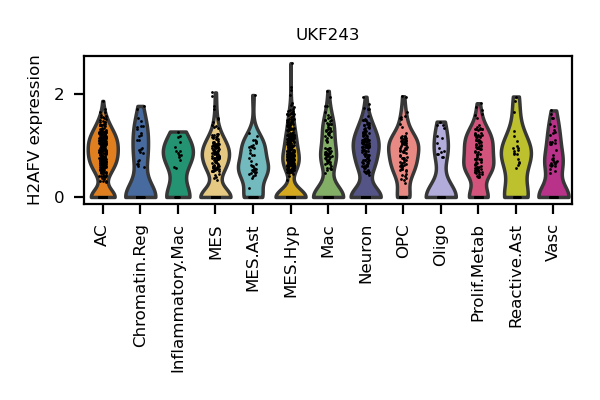 UKF243
H2AFV expression
2
0
AC
Chromatin.Reg
Inflammatory.Mac
MES
MES.Ast
MES.Hyp
Mac
Neuron
OPC
Oligo
Prolif.Metab
Reactive.Ast
Vasc